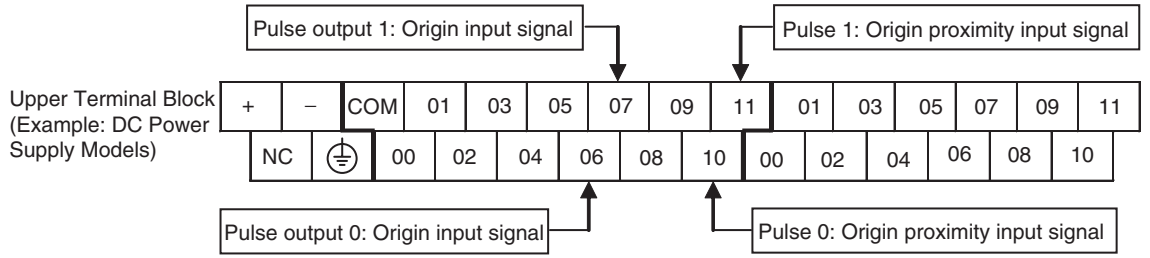 Pulse output 1: Origin input signal
Pulse 1: Origin proximity input signal
Upper Terminal Block
(Example: DC Power
Supply Models)
+ − COM 01 03 05 07 09 11 01 03 05 07 09 11
NC 00 02 04 06 08 10 00 02 04 06 08 10
Pulse output 0: Origin input signal
Pulse 0: Origin proximity input signal